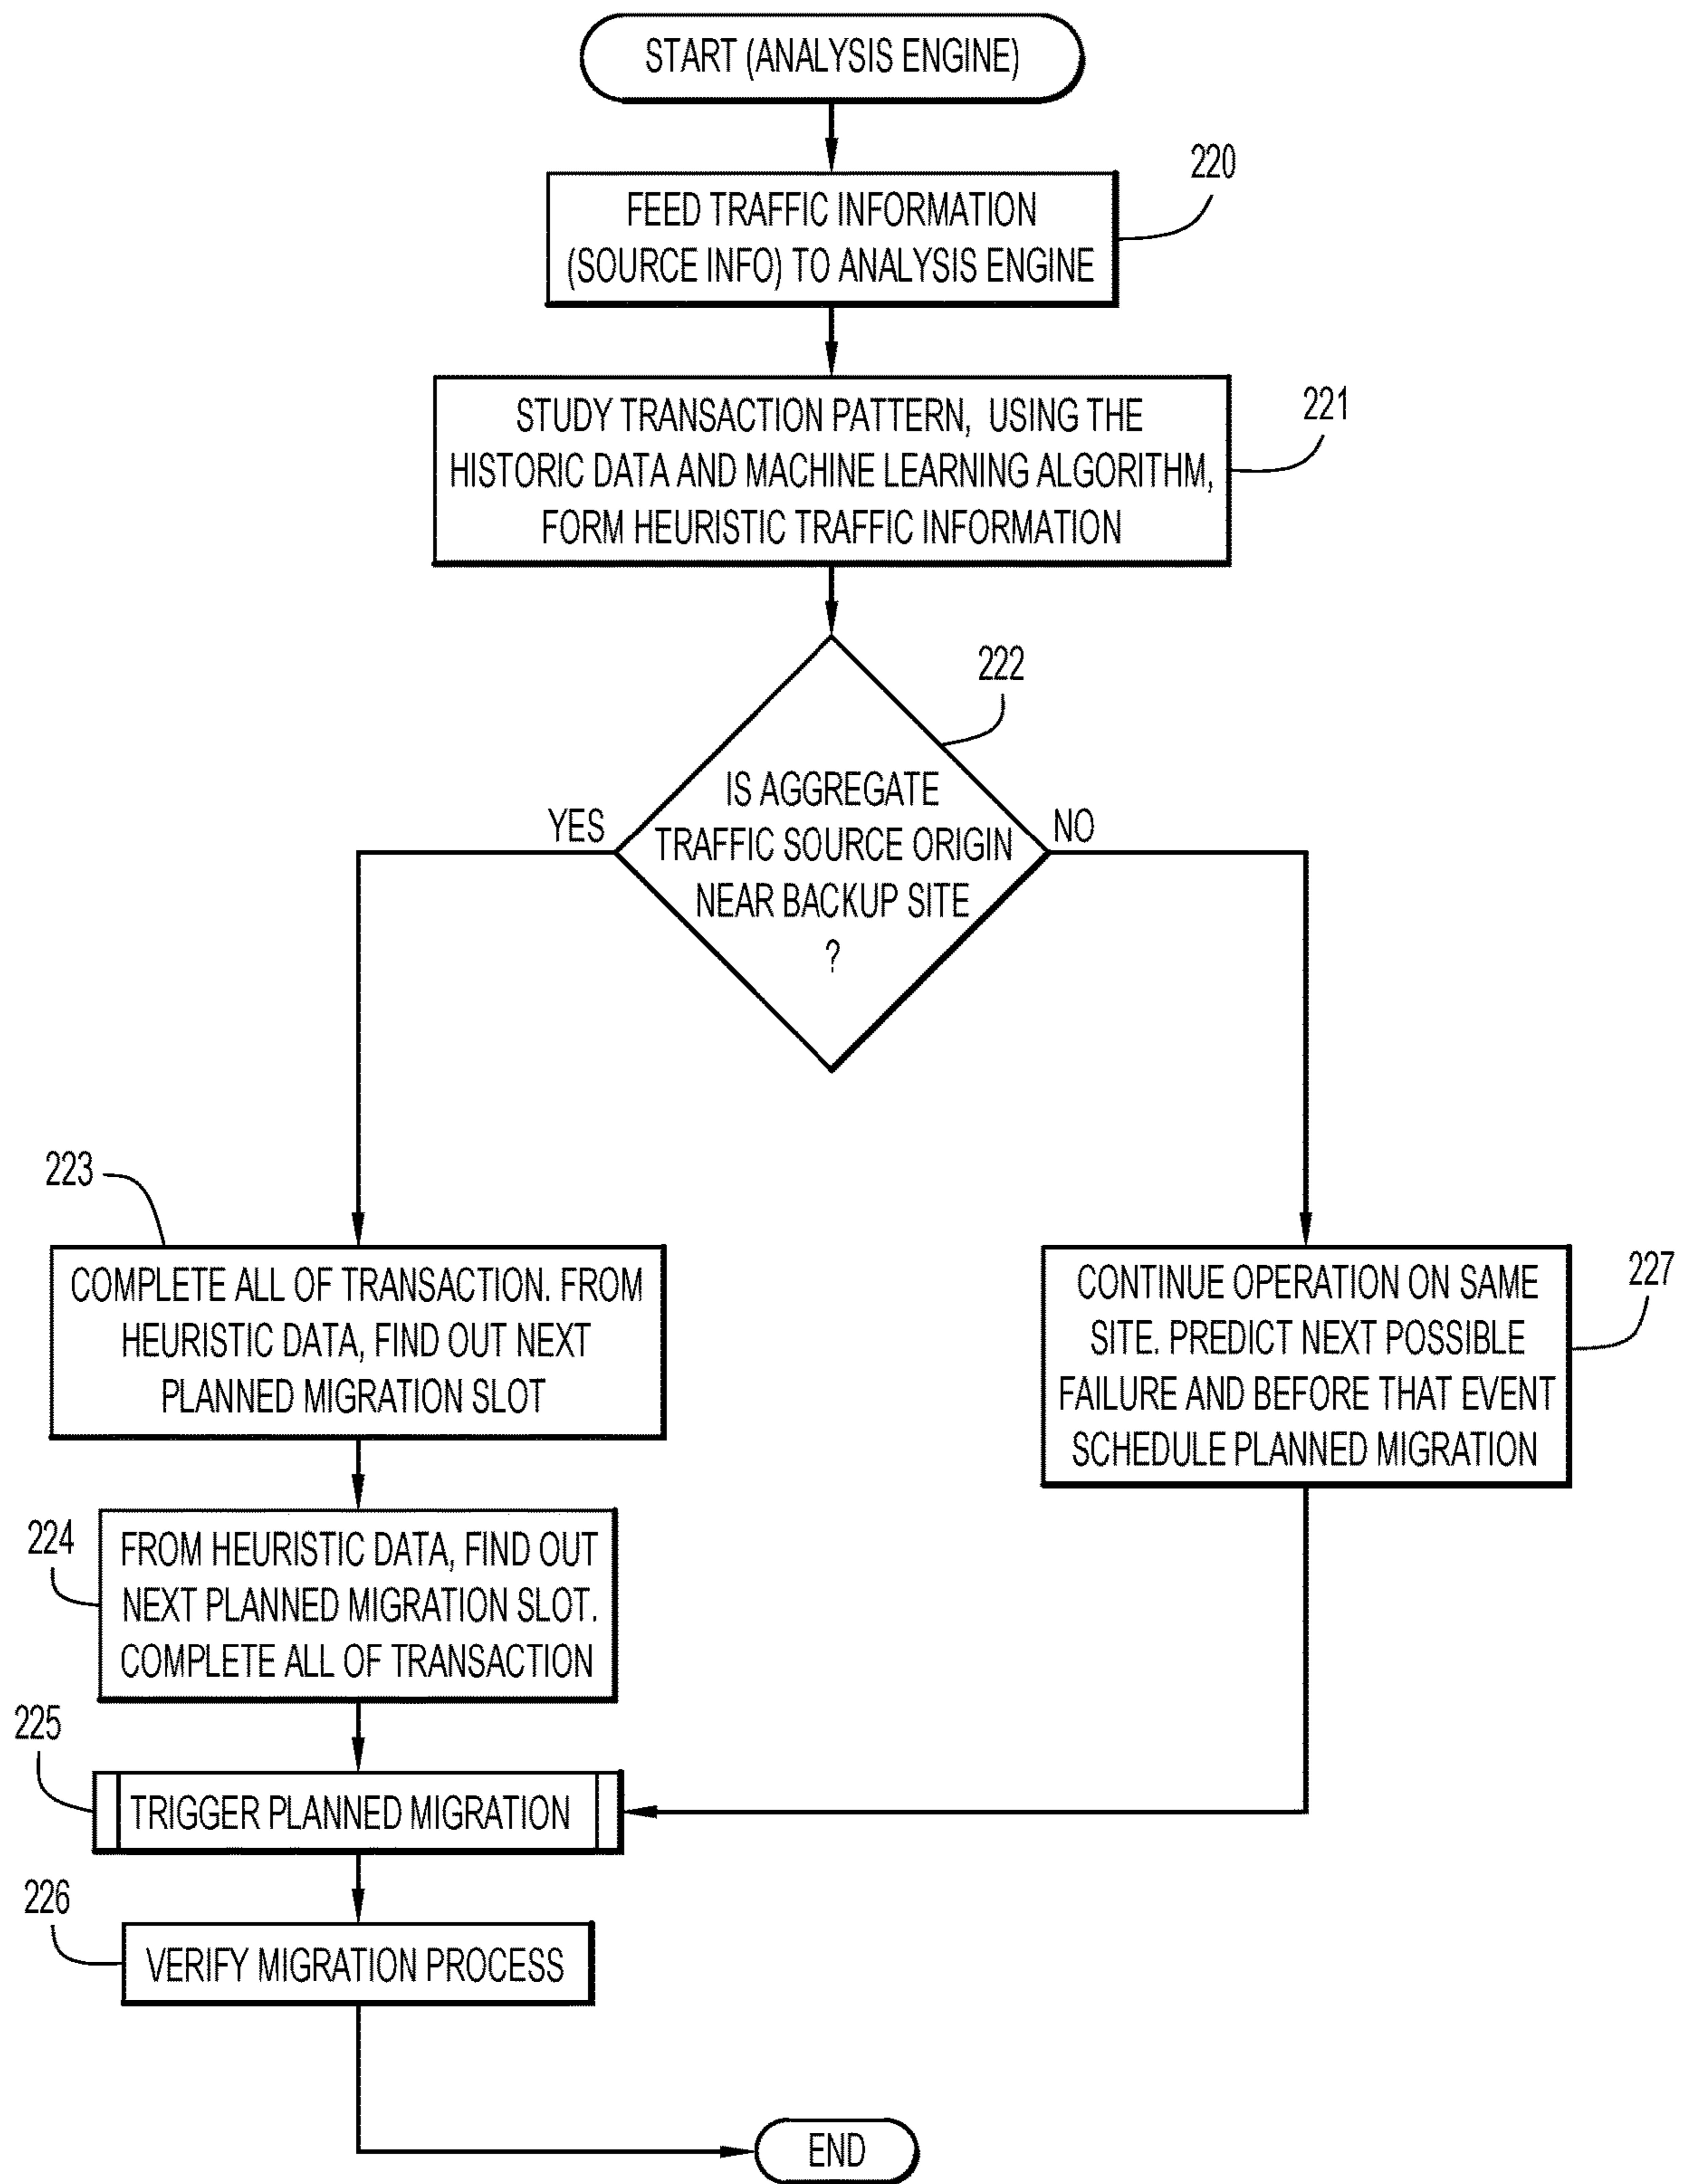 START (ANALYSIS ENGINE)
220
FEED TRAFFIC INFORMATION
(SOURCE INFO) TO ANALYSIS ENGINE
221
STUDY TRANSACTION PATTERN, USING THE
HISTORIC DATA AND MACHINE LEARNING ALGORITHM,
FORM HEURISTIC TRAFFIC INFORMATION
222
IS AGGREGATE
TRAFFIC SOURCE ORIGIN
NEAR BACKUP SITE
?
YES
NO
223
COMPLETE ALL OF TRANSACTION. FROM
HEURISTIC DATA, FIND OUT NEXT
PLANNED MIGRATION SLOT
227
CONTINUE OPERATION ON SAME
SITE. PREDICT NEXT POSSIBLE
FAILURE AND BEFORE THAT EVENT
SCHEDULE PLANNED MIGRATION
224
FROM HEURISTIC DATA, FIND OUT
NEXT PLANNED MIGRATION SLOT.
COMPLETE ALL OF TRANSACTION
225
TRIGGER PLANNED MIGRATION
226
VERIFY MIGRATION PROCESS
END